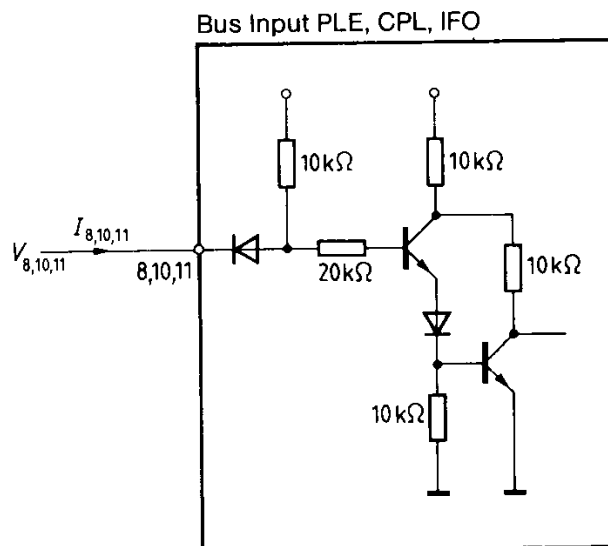 Bus Input PLE, CPL, IFO
10kΩ
10kΩ
I8,10,11
V8,10,11
8,10,11
20kΩ
10kΩ
10kΩ